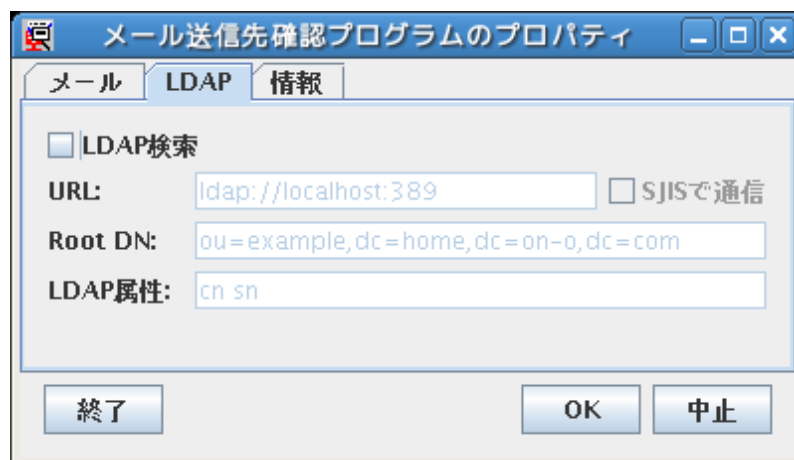 メール送信先確認プログラムのプロパティ
メール LDAP 情報
LDAP検索
URL: ldap://localhost:389 SJISで通信
Root DN: ou=example,dc=home,dc=on-o,dc=com
LDAP属性: cn sn
終了 OK 中止